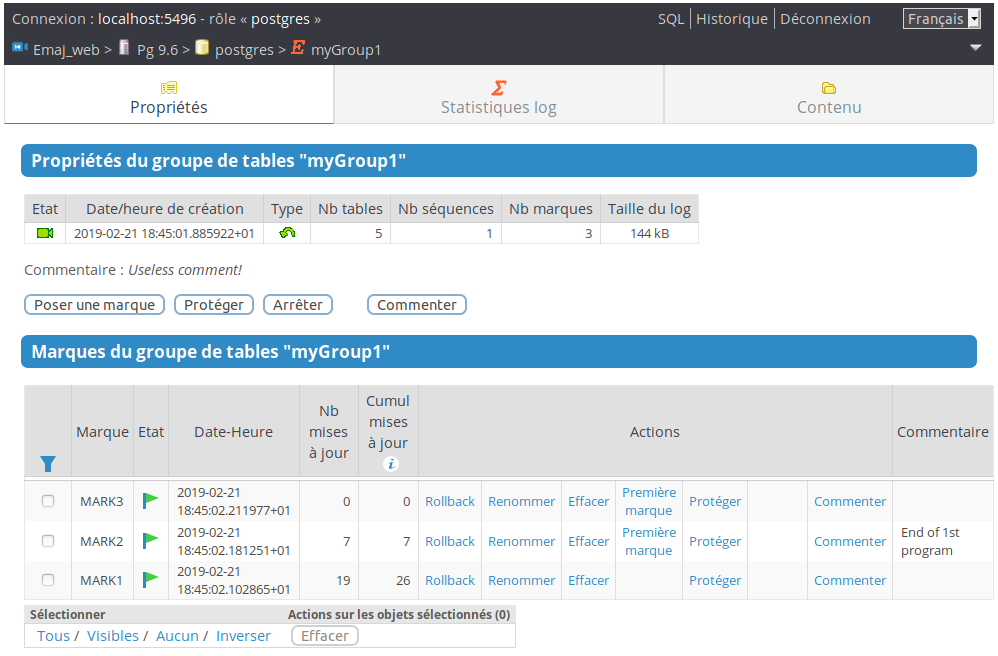 Connexion : localhost:5496 - rôle « postgres »
SQL | Historique | Déconnexion Français
Emaj_web > Pg 9.6 > postgres > E myGroup1
Propriétés Statistiques log Contenu
Propriétés du groupe de tables "myGroup1"
Etat Date/heure de création Type Nb tables Nb séquences Nb marques Taille du log
2019-02-21 18:45:01.885922+01 5 1 3 144 kB
Commentaire : Useless comment!
Poser une marque Protéger Arrêter Commenter
Marques du groupe de tables "myGroup1"
Marque Etat Date-Heure Nb mises à jour Cumul mises à jour i Actions Commentaire
MARK3 2019-02-21 18:45:02.211977+01 0 0 Rollback Renommer Effacer Première marque Protéger Commenter
MARK2 2019-02-21 18:45:02.181251+01 7 7 Rollback Renommer Effacer Première marque Protéger Commenter End of 1st program
MARK1 2019-02-21 18:45:02.102865+01 19 26 Rollback Renommer Effacer Protéger Commenter
Sélectionner Actions sur les objets sélectionnés (0)
Tous / Visibles / Aucun / Inverser Effacer